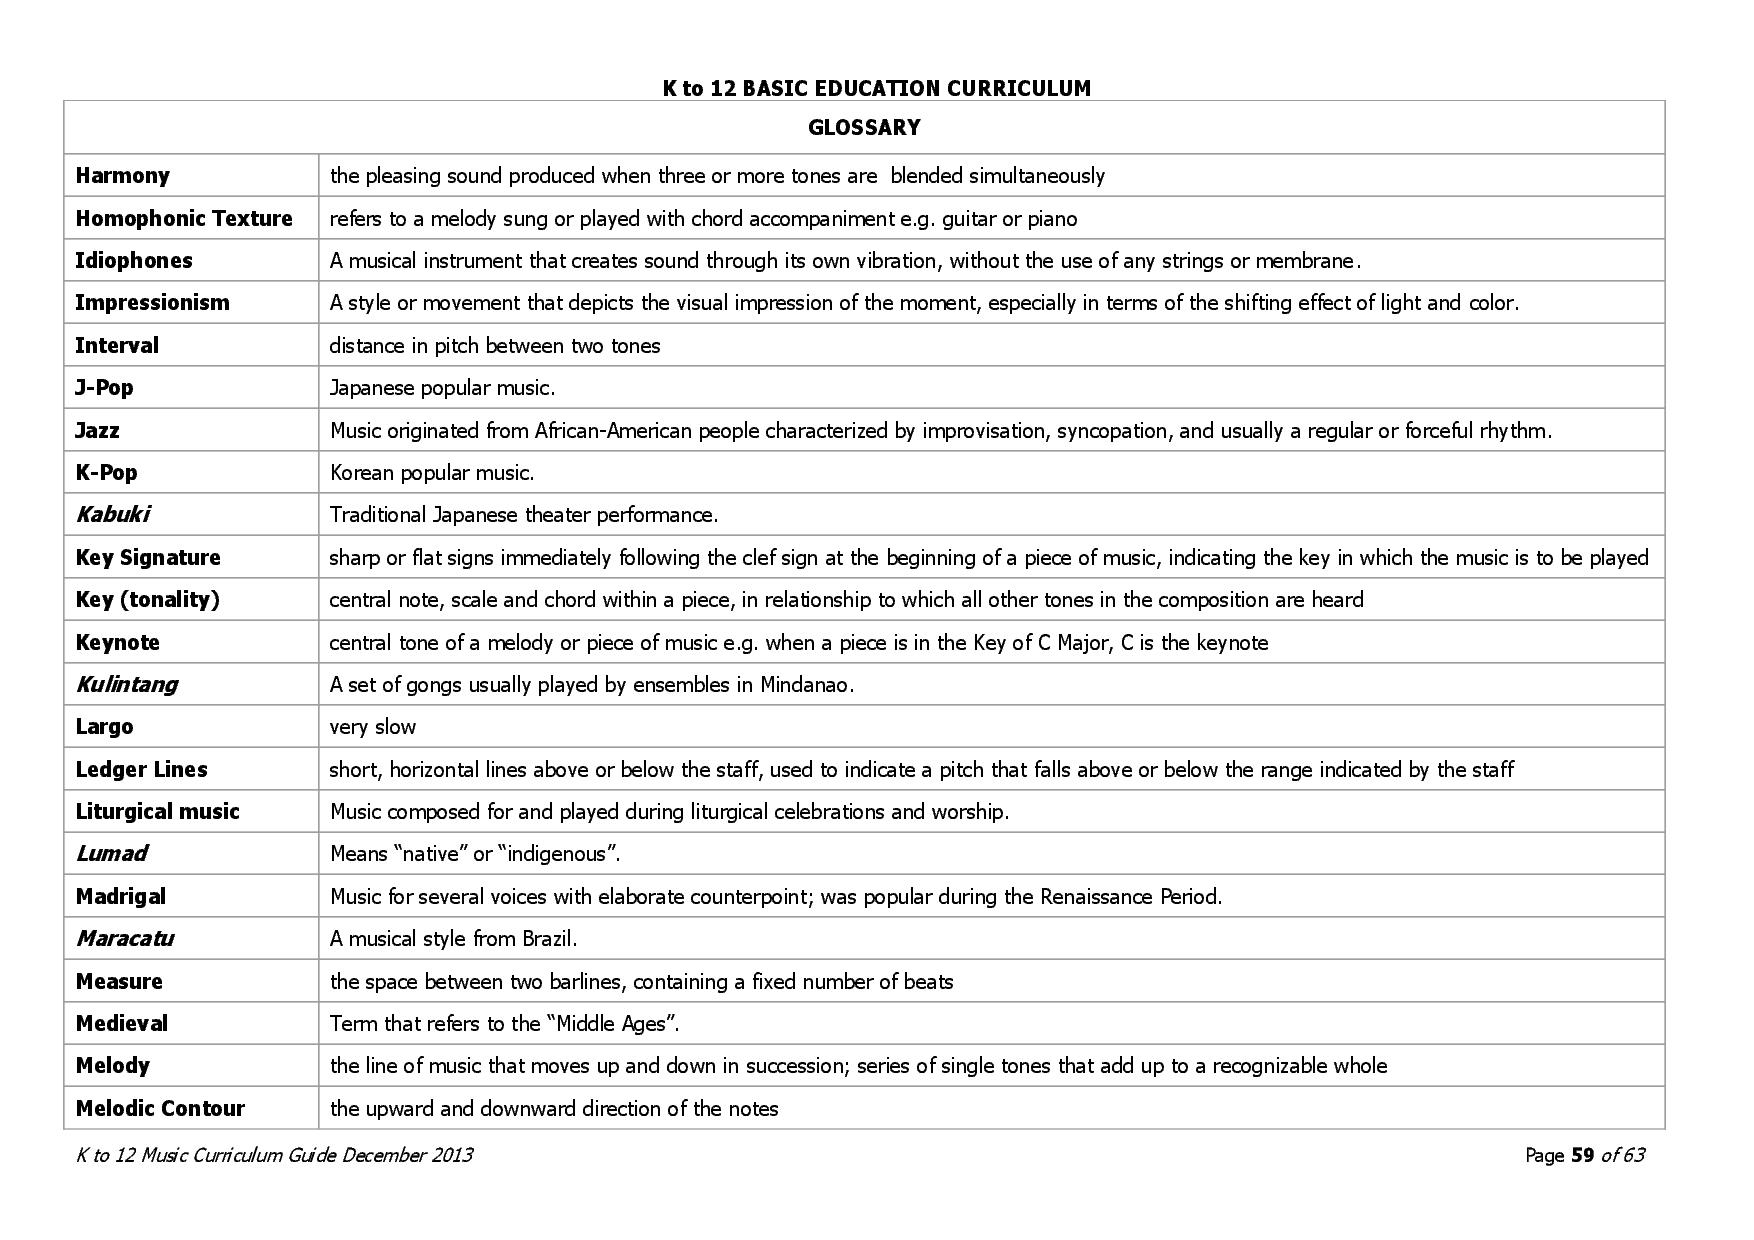 K to 12 BASIC EDUCATION CURRICULUM
GLOSSARY
Harmony the pleasing sound produced when three or more tones are blended simultaneously
Homophonic Texture refers to a melody sung or played with chord accompaniment e.g. guitar or piano
Idiophones A musical instrument that creates sound through its own vibration, without the use of any strings or membrane.
Impressionism A style or movement that depicts the visual impression of the moment, especially in terms of the shifting effect of light and color.
Interval distance in pitch between two tones
J-Pop Japanese popular music.
Jazz Music originated from African-American people characterized by improvisation, syncopation, and usually a regular or forceful rhythm.
K-Pop Korean popular music.
Kabuki Traditional Japanese theater performance.
Key Signature sharp or flat signs immediately following the clef sign at the beginning of a piece of music, indicating the key in which the music is to be played
Key (tonality) central note, scale and chord within a piece, in relationship to which all other tones in the composition are heard
Keynote central tone of a melody or piece of music e.g. when a piece is in the Key of C Major, C is the keynote
Kulintang A set of gongs usually played by ensembles in Mindanao.
Largo very slow
Ledger Lines short, horizontal lines above or below the staff, used to indicate a pitch that falls above or below the range indicated by the staff
Liturgical music Music composed for and played during liturgical celebrations and worship.
Lumad Means “native” or “indigenous”.
Madrigal Music for several voices with elaborate counterpoint; was popular during the Renaissance Period.
Maracatu A musical style from Brazil.
Measure the space between two barlines, containing a fixed number of beats
Medieval Term that refers to the “Middle Ages”.
Melody the line of music that moves up and down in succession; series of single tones that add up to a recognizable whole
Melodic Contour the upward and downward direction of the notes
K to 12 Music Curriculum Guide December 2013 Page 59 of 63